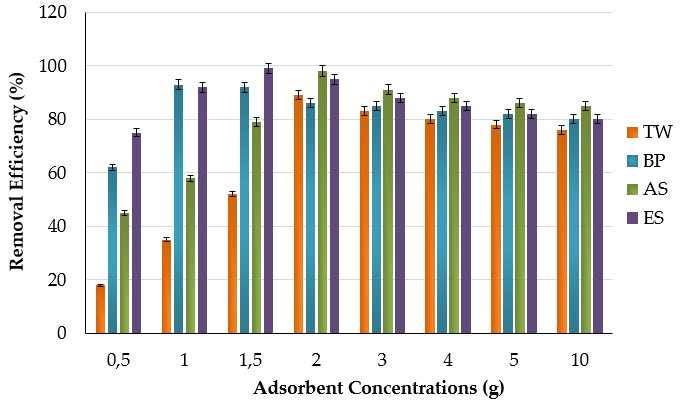 120
100
80
60
40
20
0
Removal Efficiency (%)
0,5 1 1,5 2 3 4 5 10
Adsorbent Concentrations (g)
TW
BP
AS
ES